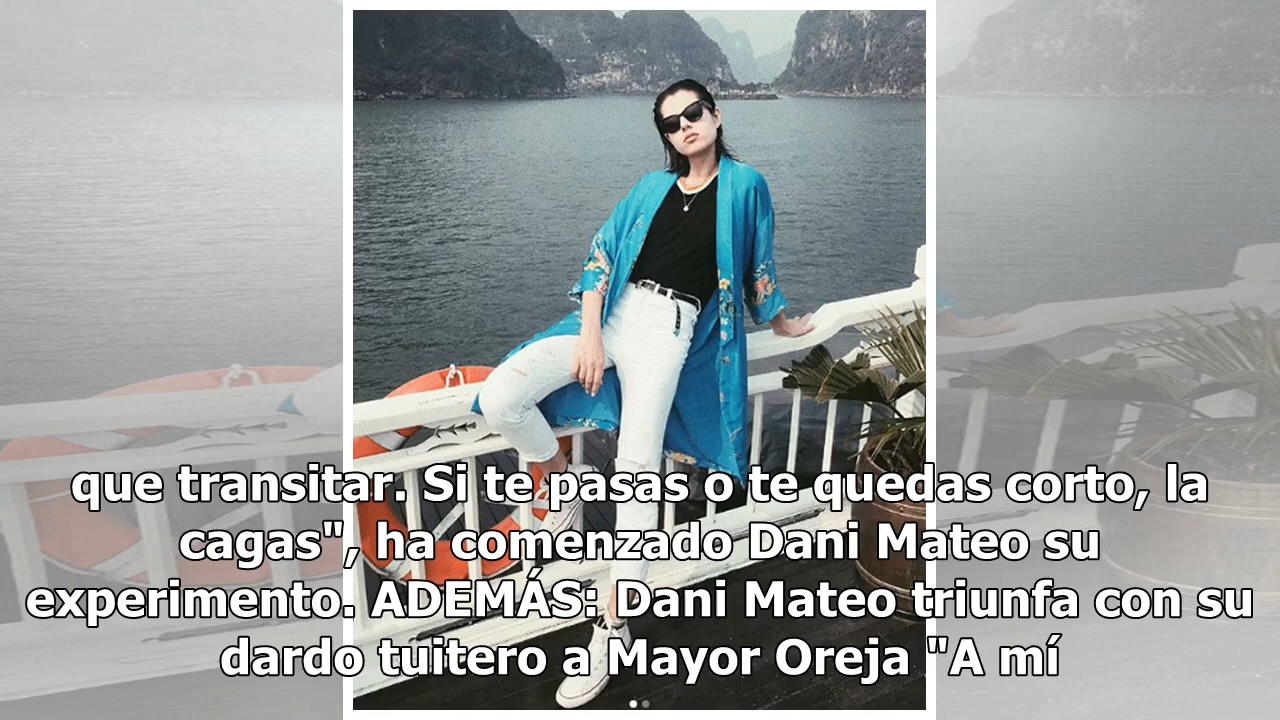 que transitar. Si te pasas o te quedas corto, la
cagas", ha comenzado Dani Mateo su
experimento. ADEMÁS: Dani Mateo triunfa con su
dardo tuitero a Mayor Oreja "A mí